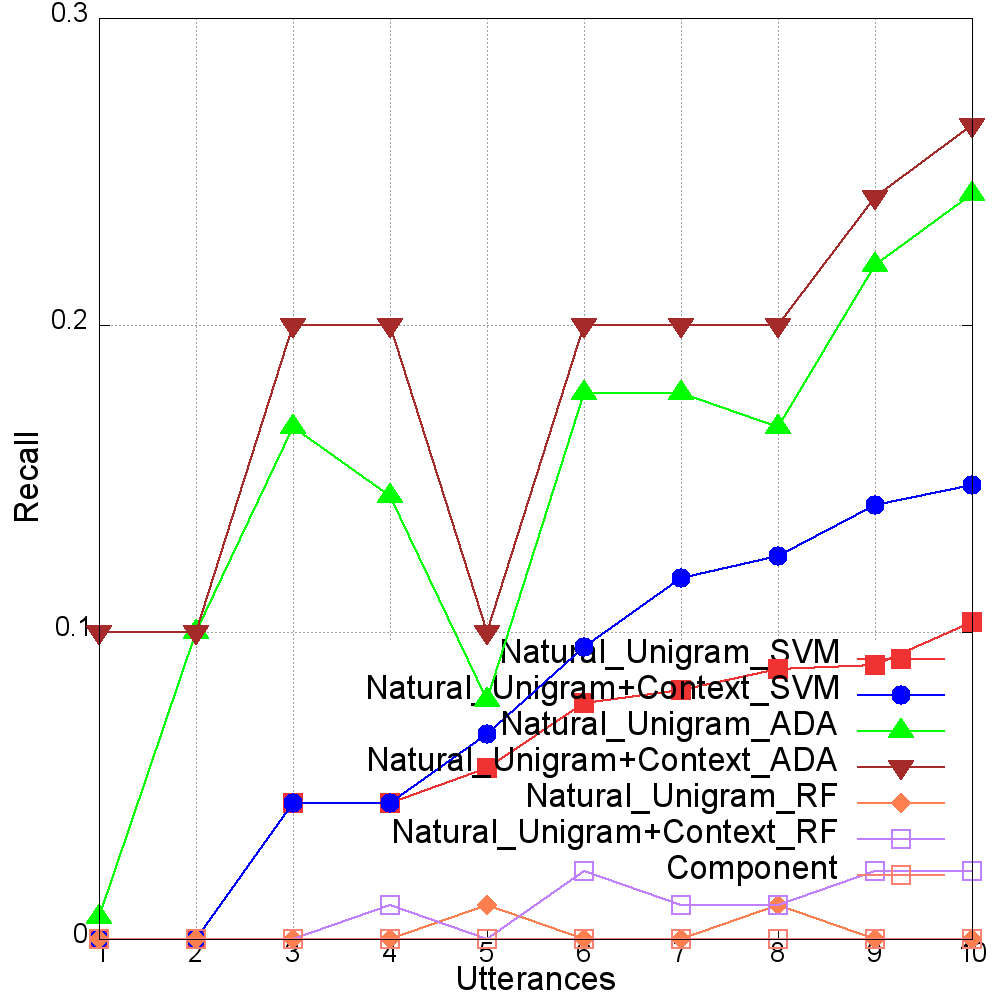 0.3
0.2
0.1
0
Recall
Natural_Unigram_SVM
Natural_Unigram+Context_SVM
Natural_Unigram_ADA
Natural_Unigram+Context_ADA
Natural_Unigram_RF
Natural_Unigram+Context_RF
Component
1 2 3 4 5 6 7 8 9 10
Utterances